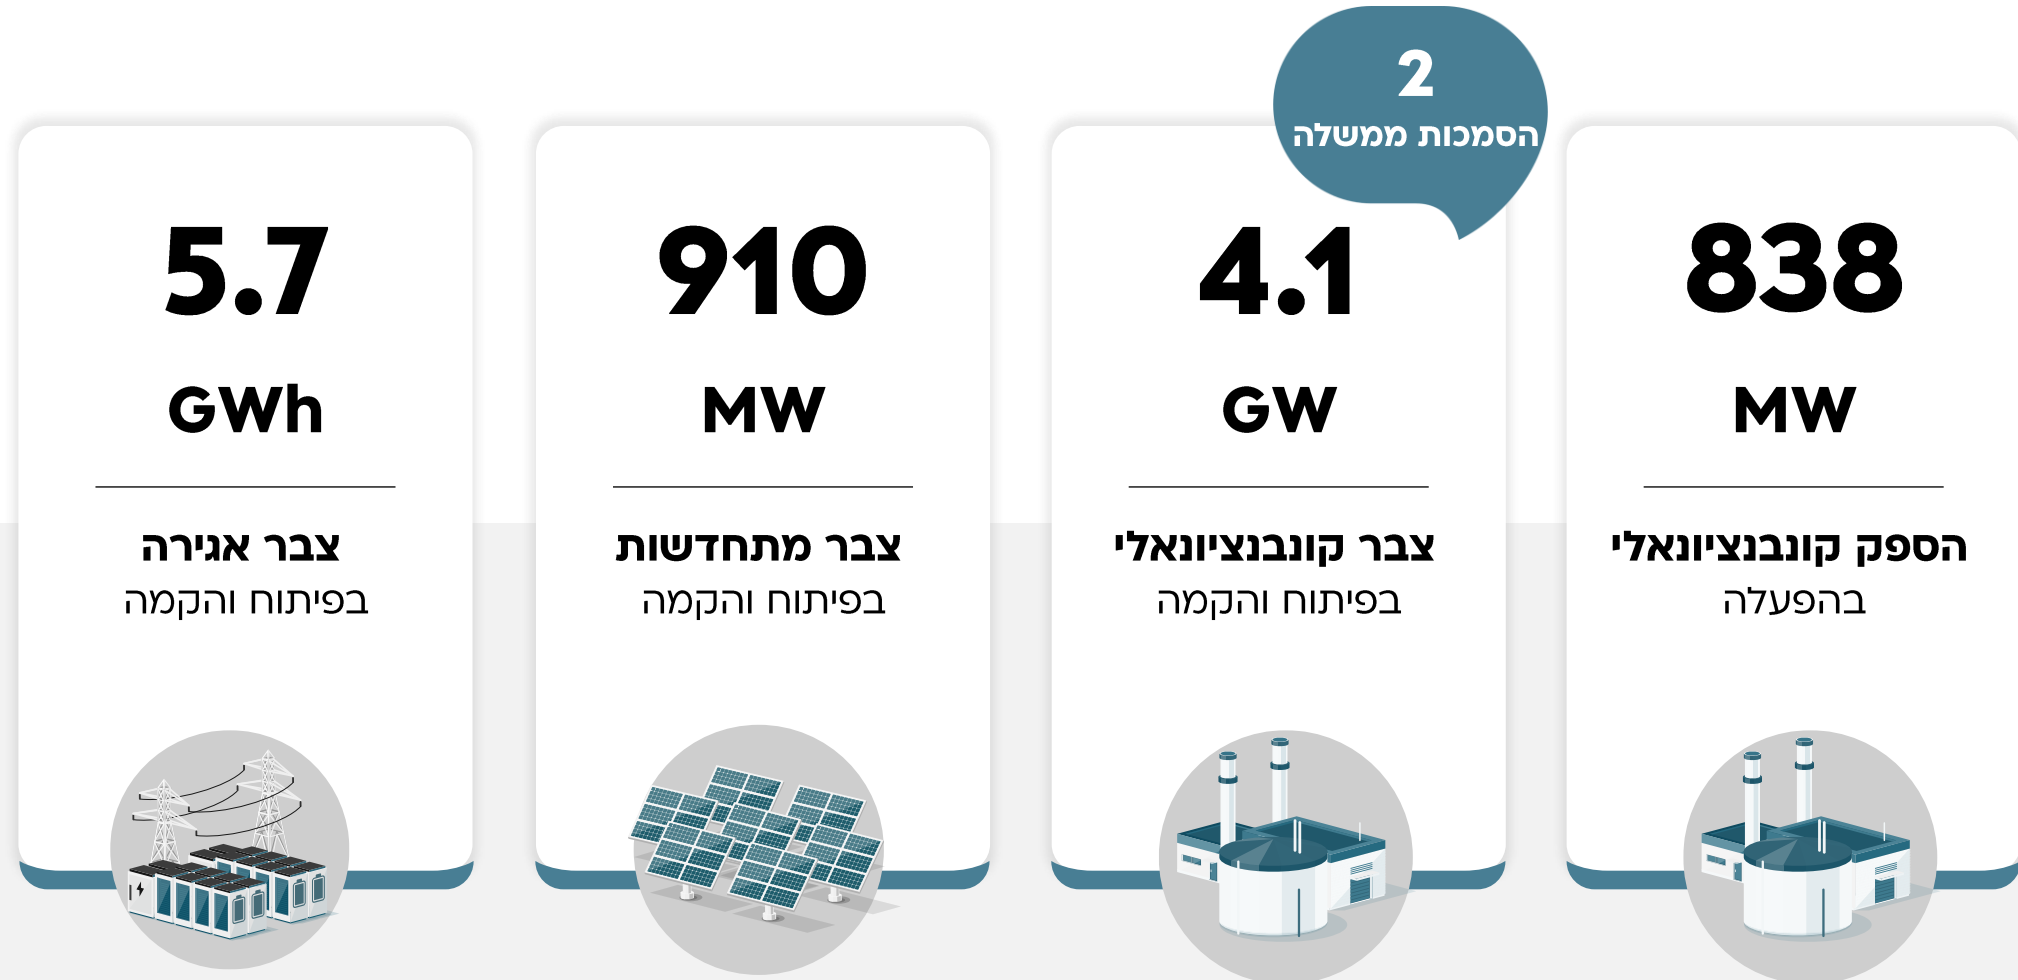 838
MW
הספק קונבנציונאלי
בהפעלה
2
הסמכות ממשלה
4.1
GW
צבר קונבנציונאלי
בפיתוח והקמה
910
MW
צבר מתחדשות
בפיתוח והקמה
5.7
GWh
צבר אגירה
בפיתוח והקמה